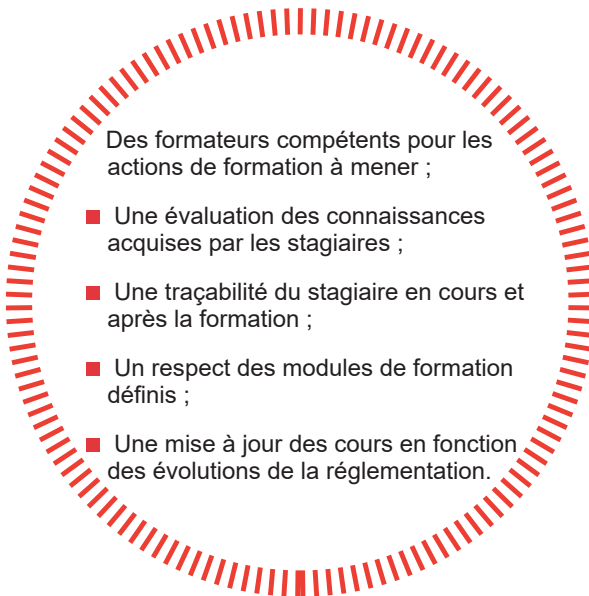 Des formateurs compétents pour les
actions de formation à mener ;
Une évaluation des connaissances
acquises par les stagiaires ;
Une traçabilité du stagiaire en cours et
après la formation ;
Un respect des modules de formation
définis ;
Une mise à jour des cours en fonction
des évolutions de la réglementation.